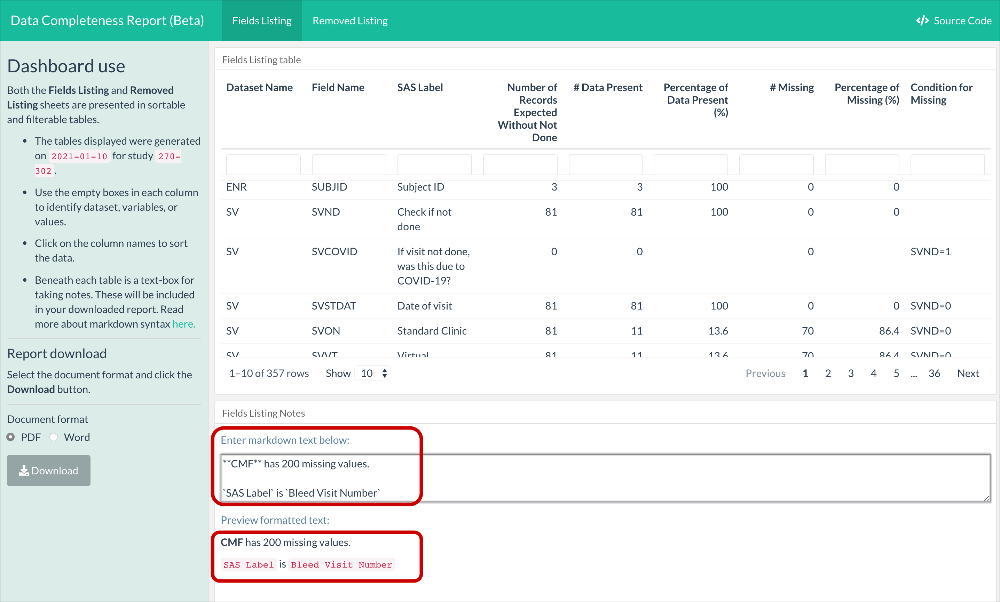 Data Completeness Report (Beta)
Fields Listing
Removed Listing
Source Code
Dashboard use
Both the Fields Listing and Removed
Listing sheets are presented in sortable
and filterable tables.
The tables displayed were generated
on 2021-01-10 for study 270-
302.
Use the empty boxes in each column
to identify dataset, variables, or
values.
Click on the column names to sort
the data.
Beneath each table is a text-box for
taking notes. These will be included
in your downloaded report. Read
more about markdown syntax here.
Report download
Select the document format and click the
Download button.
Document format
PDF Word
Download
Fields Listing table
Dataset Name Field Name SAS Label Number of # Data Present Percentage of # Missing Percentage of Condition for
Records Data Present Missing (%) Missing
Expected (%)
Without Not
Done
ENR SUBJID Subject ID 3 3 100 0 0
SV SVND Check if not 81 81 100 0 0
done
SV SVCOVID If visit not done, 0 0 0 SVND=1
was this due to
COVID-19?
SV SVSTDAT Date of visit 81 81 100 0 0 SVND=0
SV SVON Standard Clinic 81 11 13.6 70 86.4 SVND=0
SV SVVT Virtual 81 11 13.6 70 86.4 SVND=0
1–10 of 357 rows Show 10 Previous 1 2 3 4 5 ... 36 Next
Fields Listing Notes
Enter markdown text below:
**CMF** has 200 missing values.
`SAS Label` is `Bleed Visit Number`
Preview formatted text:
CMF has 200 missing values.
SAS Label is Bleed Visit Number